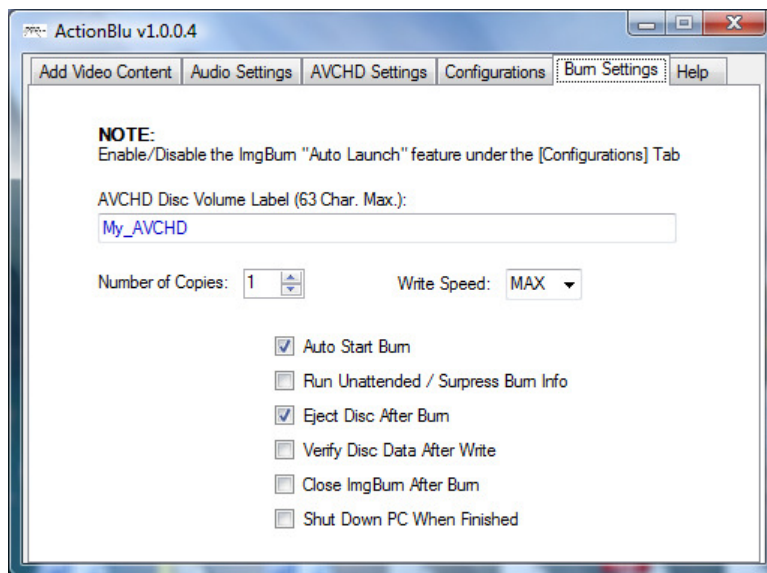 ActionBlu v1.0.0.4
Add Video Content Audio Settings AVCHD Settings Configurations Burn Settings Help
NOTE:
Enable/Disable the ImgBurn "Auto Launch" feature under the [Configurations] Tab
AVCHD Disc Volume Label (63 Char. Max.):
My_AVCHD
Number of Copies: 1 Write Speed: MAX
Auto Start Burn
Run Unattended / Surpress Burn Info
Eject Disc After Burn
Verify Disc Data After Write
Close ImgBurn After Burn
Shut Down PC When Finished